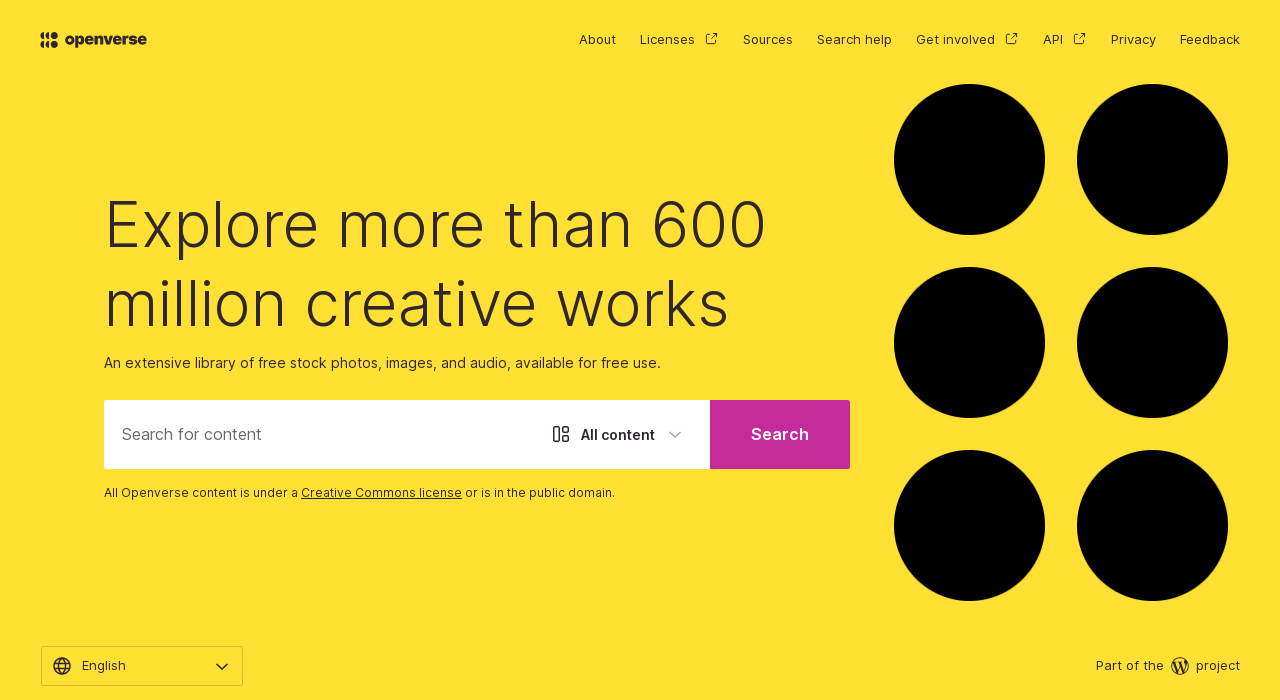 openverse
About Licenses Sources Search help Get involved API Privacy Feedback
Explore more than 600
million creative works
An extensive library of free stock photos, images, and audio, available for free use.
Search for content All content Search
All Openverse content is under a Creative Commons license or is in the public domain.
English
Part of the project